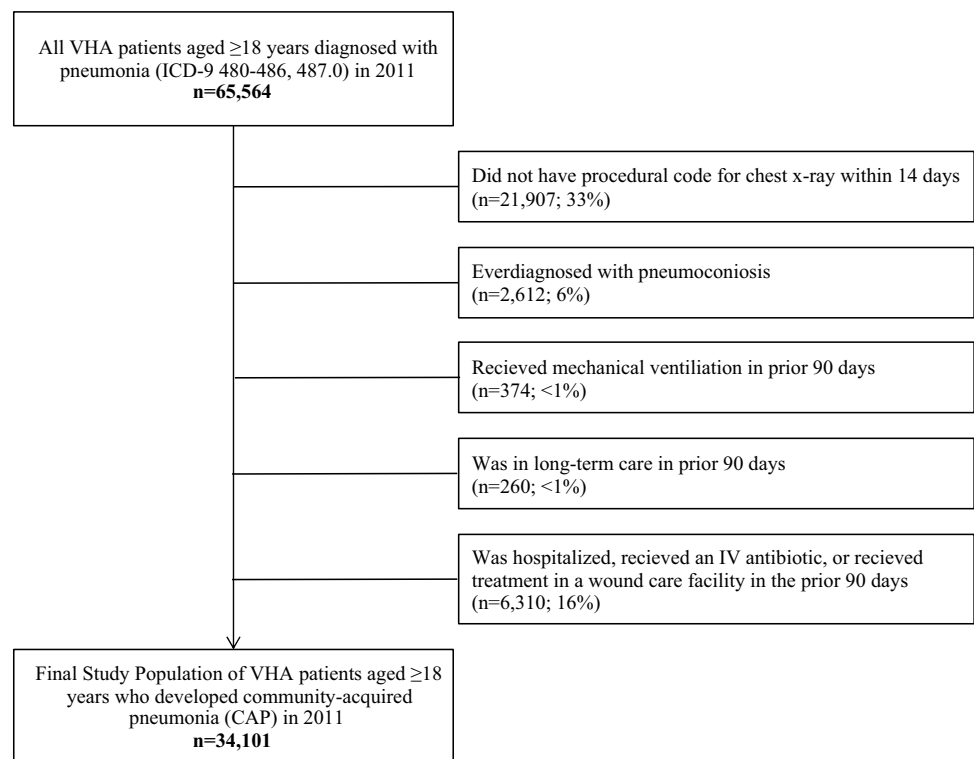 All VHA patients aged ≥18 years diagnosed with
pneumonia (ICD-9 480-486, 487.0) in 2011
n=65,564
Did not have procedural code for chest x-ray within 14 days
(n=21,907; 33%)
Everdiagnosed with pneumoconiosis
(n=2,612; 6%)
Recieved mechanical ventiliation in prior 90 days
(n=374; <1%)
Was in long-term care in prior 90 days
(n=260; <1%)
Was hospitalized, recieved an IV antibiotic, or recieved
treatment in a wound care facility in the prior 90 days
(n=6,310; 16%)
Final Study Population of VHA patients aged ≥18
years who developed community-acquired
pneumonia (CAP) in 2011
n=34,101